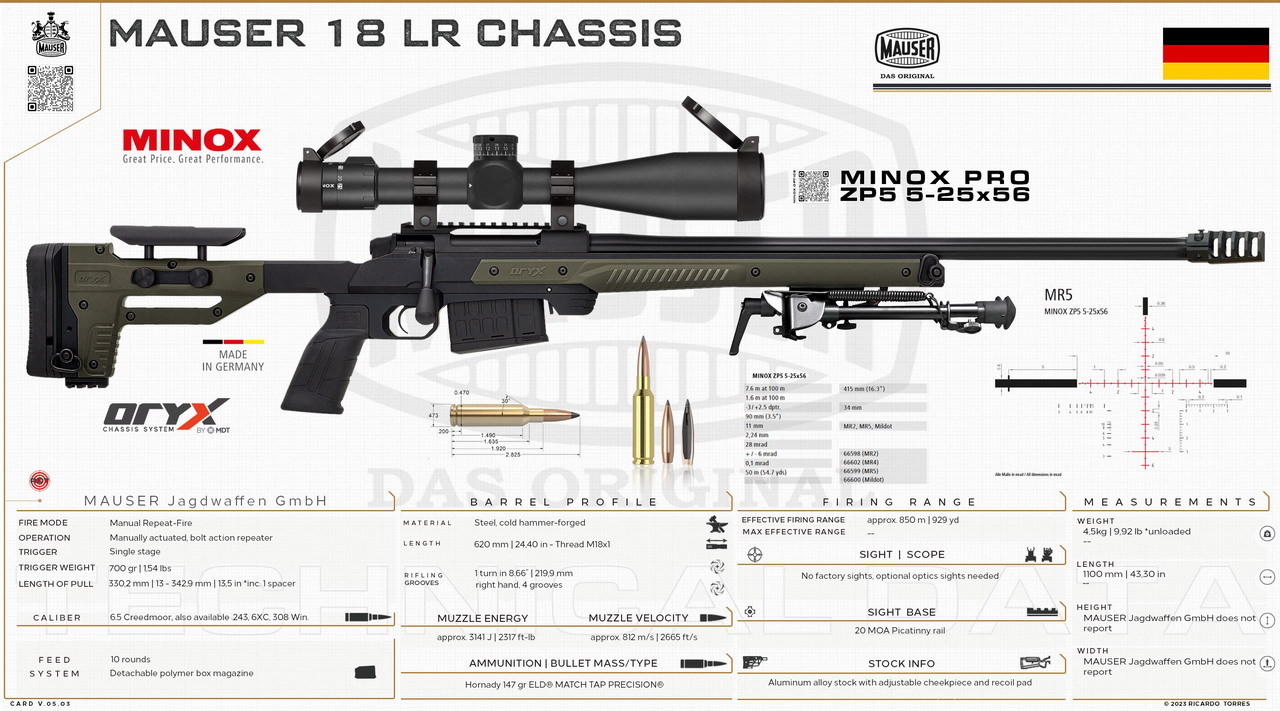 MAUSER 18 LR CHASSIS
MAUSER
MAUSER
DAS ORIGINAL
MINOX
Great Price. Great Performance.
MINOX PRO
ZP5 5-25x56
oryx
oryx
MR5
MINOX ZP5 5-25x56
MADE
IN GERMANY
oryx
CHASSIS SYSTEM
BY MDT
0.470
30°
.473
.200
1.490
1.635
1.920
2.825
MINOX ZP5 5-25x56
7.6 m at 100 m 415 mm (16.3")
1.6 m at 100 m
-3/+2.5 dptr. 34 mm
90 mm (3.5")
11 mm MR2, MR5, Mildot
2,24 mm
28 mrad
+ / - 6 mrad 66598 (MR2)
0,1 mrad 66602 (MR4)
50 m (54.7 yds) 66599 (MR5)
66600 (Mildot)
Alle Maße in mrad / All dimensions in mrad
DAS ORIGINAL
TECHNICAL DATA
MAUSER Jagdwaffen GmbH
FIRE MODE Manual Repeat-Fire
OPERATION Manually actuated, bolt action repeater
TRIGGER Single stage
TRIGGER WEIGHT 700 gr | 1,54 lbs
LENGTH OF PULL 330,2 mm | 13 - 342,9 mm | 13,5 in *inc. 1 spacer
CALIBER 6.5 Creedmoor, also available .243, 6XC, 308 Win.
FEED
SYSTEM
10 rounds
Detachable polymer box magazine
BARREL PROFILE
MATERIAL Steel, cold hammer-forged
LENGTH 620 mm | 24,40 in - Thread M18x1
RIFLING
GROOVES
1 turn in 8.66" | 219,9 mm
right hand, 4 grooves
MUZZLE ENERGY MUZZLE VELOCITY
approx. 3141 J | 2317 ft-lb approx. 812 m/s | 2665 ft/s
AMMUNITION | BULLET MASS/TYPE
Hornady 147 gr ELD® MATCH TAP PRECISION®
FIRING RANGE
EFFECTIVE FIRING RANGE approx. 850 m | 929 yd
MAX EFFECTIVE RANGE --
SIGHT | SCOPE
No factory sights, optional optics sights needed
SIGHT BASE
20 MOA Picatinny rail
STOCK INFO
Aluminum alloy stock with adjustable cheekpiece and recoil pad
MEASUREMENTS
WEIGHT
4,5kg | 9,92 lb *unloaded
--
LENGTH
1100 mm | 43,30 in
--
HEIGHT
MAUSER Jagdwaffen GmbH does not
report
WIDTH
MAUSER Jagdwaffen GmbH does not
report
CARD V.05.03
© 2023 RICARDO TORRES